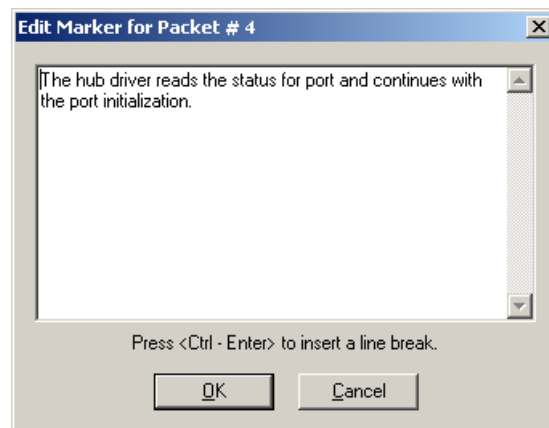 Edit Marker for Packet # 4
The hub driver reads the status for port and continues with
the port initialization.
Press <Ctrl - Enter> to insert a line break.
OK
Cancel